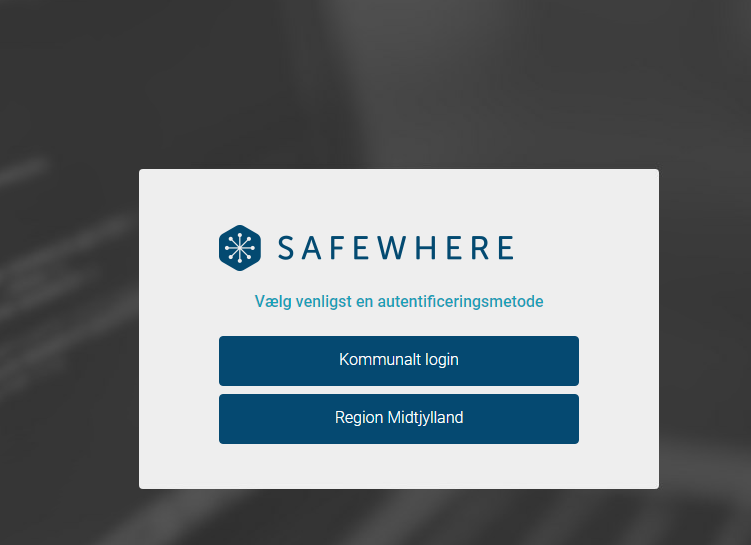 SAFEWHERE
Vælg venligst en autentificeringsmetode
Kommunalt login
Region Midtjylland